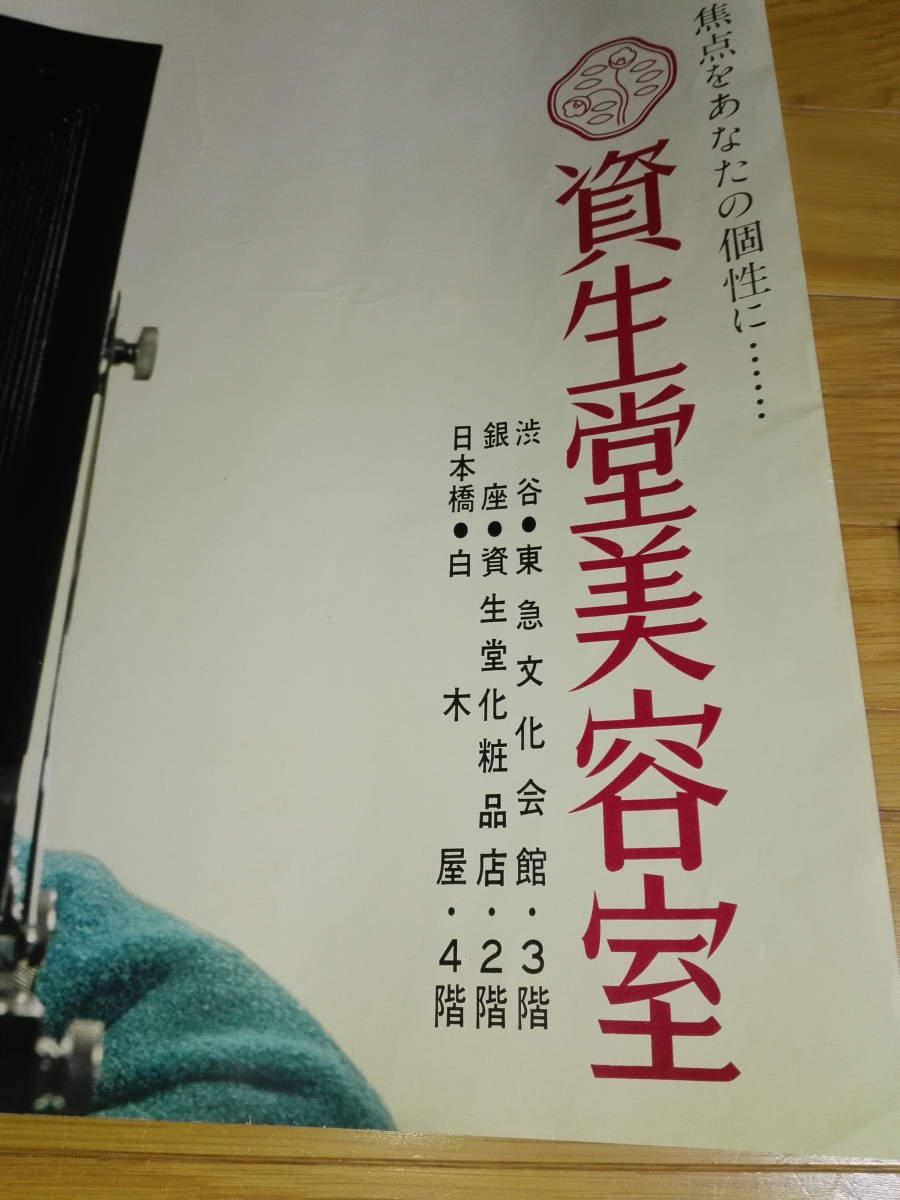 焦点をあなたの個性に……
資生堂美容室
渋谷●東急文化会館・3階
銀座●資生堂化粧品店・2階
日本橋●白木屋・4階